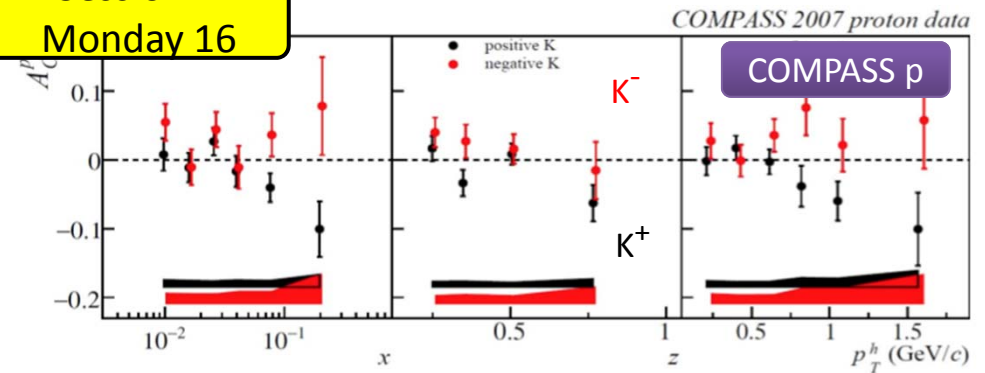 Monday 16
COMPASS 2007 proton data
COMPASS p
positive K
negative K
K⁻
K⁺
0.1
0
−0.1
−0.2
10⁻² 10⁻¹ 0.5 1 0.5 1 1.5
x z p_T^h (GeV/c)